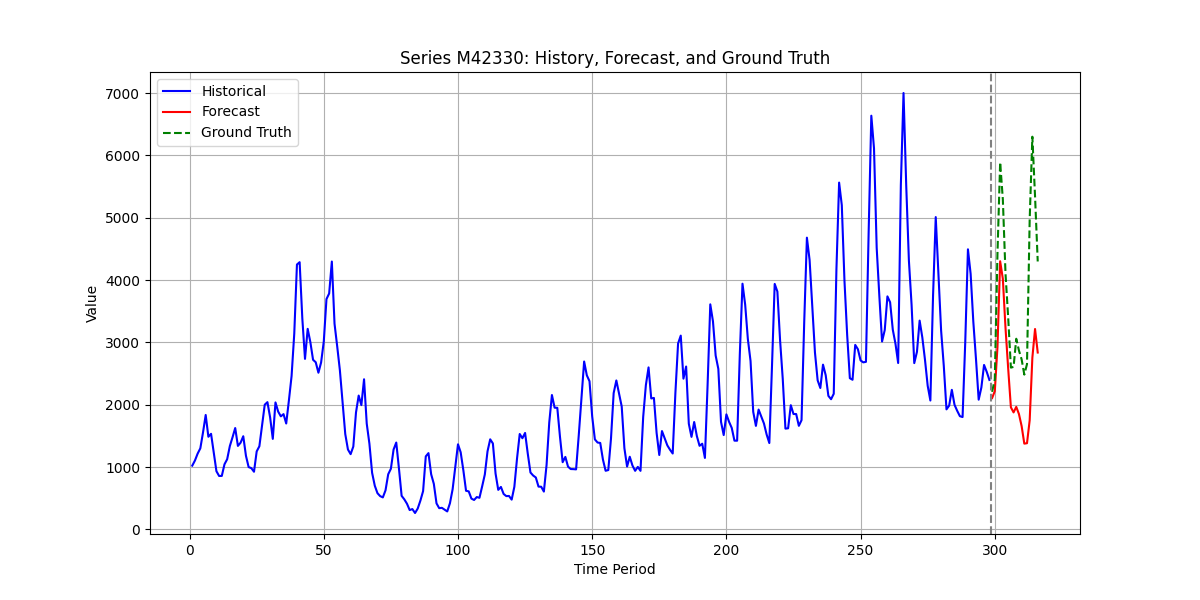 Series M42330: History, Forecast, and Ground Truth
Historical
Forecast
Ground Truth
7000
6000
5000
4000
3000
2000
1000
0
Value
0 50 100 150 200 250 300
Time Period